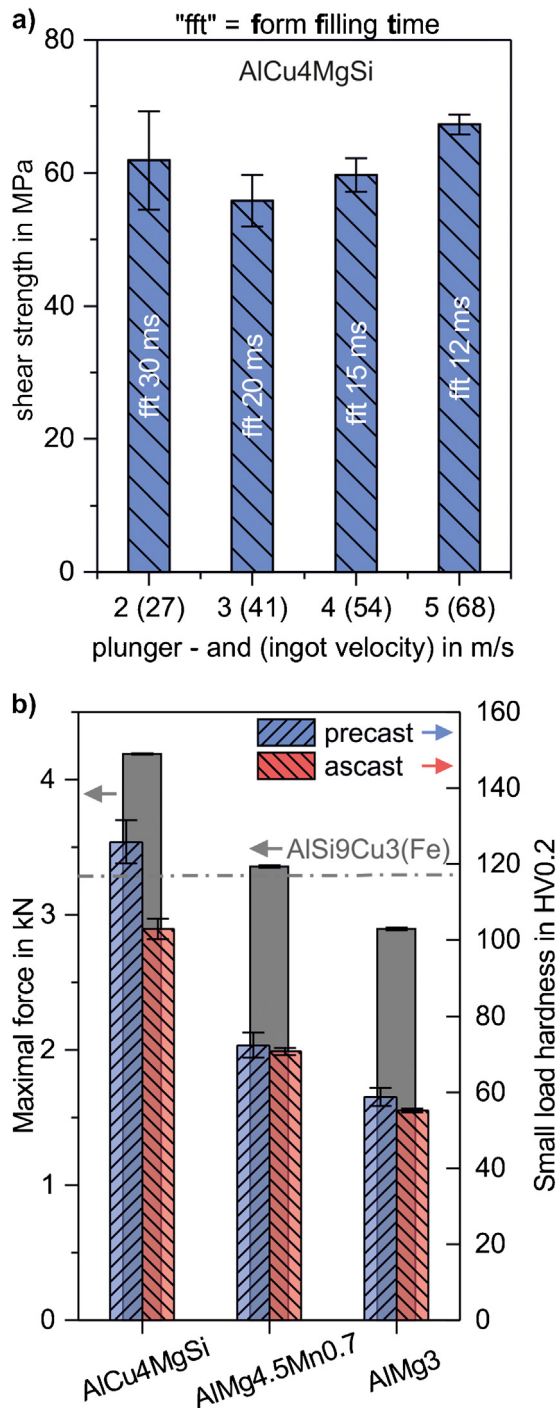 a)
"fft" = form filling time
AlCu4MgSi
80
60
40
20
0
shear strength in MPa
fft 30 ms
fft 20 ms
fft 15 ms
fft 12 ms
2 (27) 3 (41) 4 (54) 5 (68)
plunger - and (ingot velocity) in m/s
b)
precast
ascast
AlSi9Cu3(Fe)
4
3
2
1
0
Maximal force in kN
160
140
120
100
80
60
40
20
0
Small load hardness in HV0.2
AlCu4MgSi
AlMg4.5Mn0.7
AlMg3